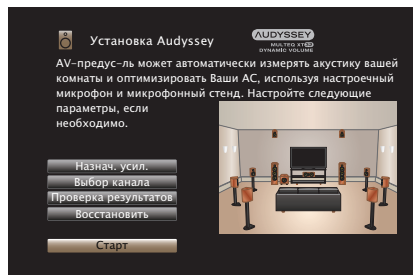 Установка Audyssey
AUDYSSEY
MULTEQ XT32
DYNAMIC VOLUME
AV-предус-ль может автоматически измерять акустику вашей
комнаты и оптимизировать Ваши АС, используя настроечный
микрофон и микрофонный стенд. Настройте следующие
параметры, если
необходимо.
Назнач. усил.
Выбор канала
Проверка результатов
Восстановить
Старт